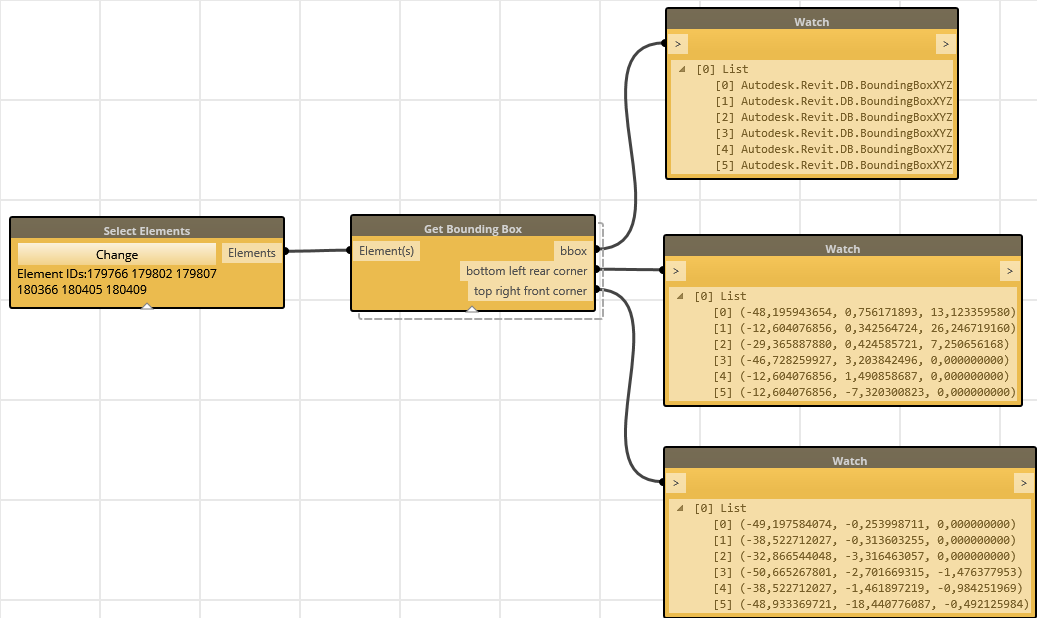 Watch
> >
[0] List
[0] Autodesk.Revit.DB.BoundingBoxXYZ
[1] Autodesk.Revit.DB.BoundingBoxXYZ
[2] Autodesk.Revit.DB.BoundingBoxXYZ
[3] Autodesk.Revit.DB.BoundingBoxXYZ
[4] Autodesk.Revit.DB.BoundingBoxXYZ
[5] Autodesk.Revit.DB.BoundingBoxXYZ
Select Elements
Change Elements
Element IDs:179766 179802 179807
180366 180405 180409
Get Bounding Box
Element(s) bbox
bottom left rear corner
top right front corner
Watch
> >
[0] List
[0] (-48,195943654, 0,756171893, 13,123359580)
[1] (-12,604076856, 0,342564724, 26,246719160)
[2] (-29,365887880, 0,424585721, 7,250656168)
[3] (-46,728259927, 3,203842496, 0,000000000)
[4] (-12,604076856, 1,490858687, 0,000000000)
[5] (-12,604076856, -7,320300823, 0,000000000)
Watch
> >
[0] List
[0] (-49,197584074, -0,253998711, 0,000000000)
[1] (-38,522712027, -0,313603255, 0,000000000)
[2] (-32,866544048, -3,316463057, 0,000000000)
[3] (-50,665267801, -2,701669315, -1,476377953)
[4] (-38,522712027, -1,461897219, -0,984251969)
[5] (-48,933369721, -18,440776087, -0,492125984)